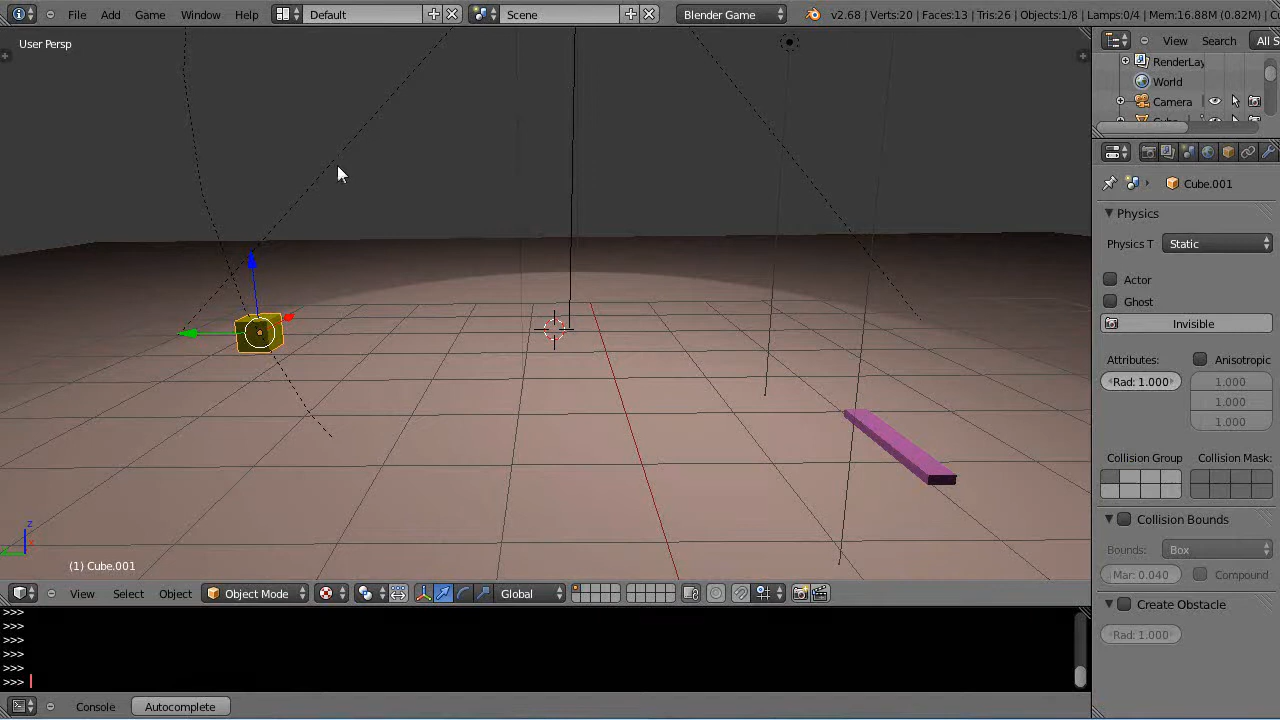 File Add Game Window Help Default Scene Blender Game v2.68 | Verts:20 | Faces:13 | Tris:26 | Objects:1/8 | Lamps:0/4 | Mem:16.88M (0.82M) |
User Persp
View Search All S
RenderLay
World
Camera
Cube.001
Physics
Physics T Static
Actor
Ghost
Invisible
Attributes: Anisotropic
Rad: 1.000 1.000
1.000
1.000
Collision Group Collision Mask:
Collision Bounds
Bounds: Box
Mar: 0.040 Compound
Create Obstacle
Rad: 1.000
z
(1) Cube.001
View Select Object Object Mode Global
>>>
>>>
>>>
>>>
>>>
>>>
Console Autocomplete